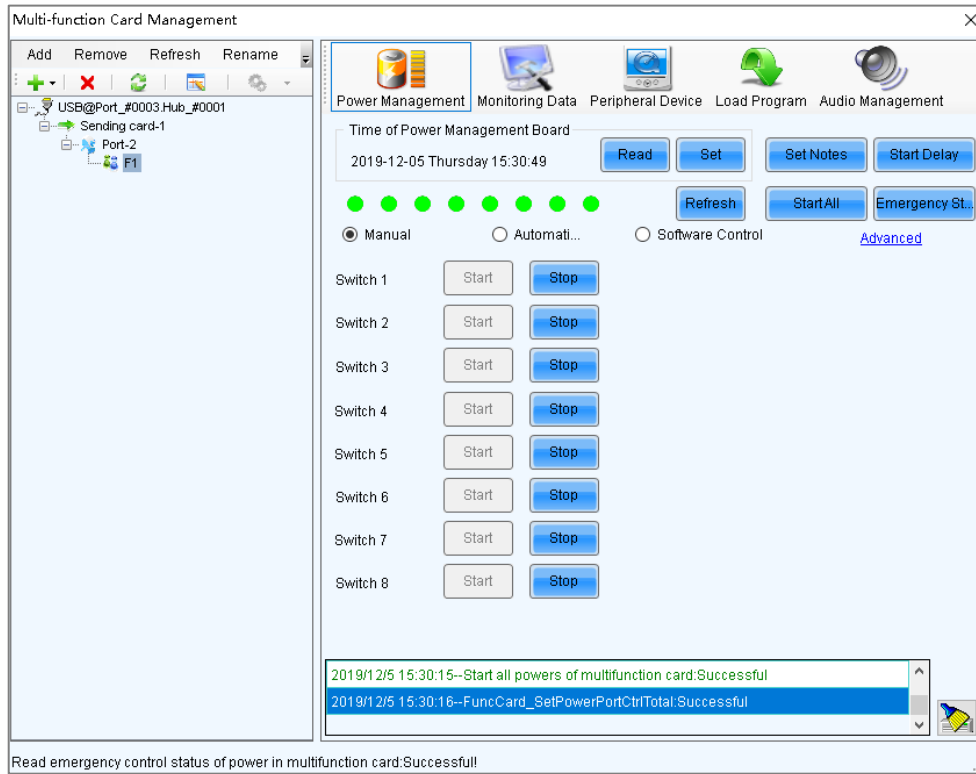 Multi-function Card Management
Add Remove Refresh Rename
USB@Port_#0003.Hub_#0001
Sending card-1
Port-2
F1
Power Management Monitoring Data Peripheral Device Load Program Audio Management
Time of Power Management Board
2019-12-05 Thursday 15:30:49 Read Set Set Notes Start Delay
Refresh Start All Emergency St...
Manual Automati... Software Control Advanced
Switch 1 Start Stop
Switch 2 Start Stop
Switch 3 Start Stop
Switch 4 Start Stop
Switch 5 Start Stop
Switch 6 Start Stop
Switch 7 Start Stop
Switch 8 Start Stop
2019/12/5 15:30:15--Start all powers of multifunction card:Successful
2019/12/5 15:30:16--FuncCard_SetPowerPortCtrlTotal:Successful
Read emergency control status of power in multifunction card:Successful!